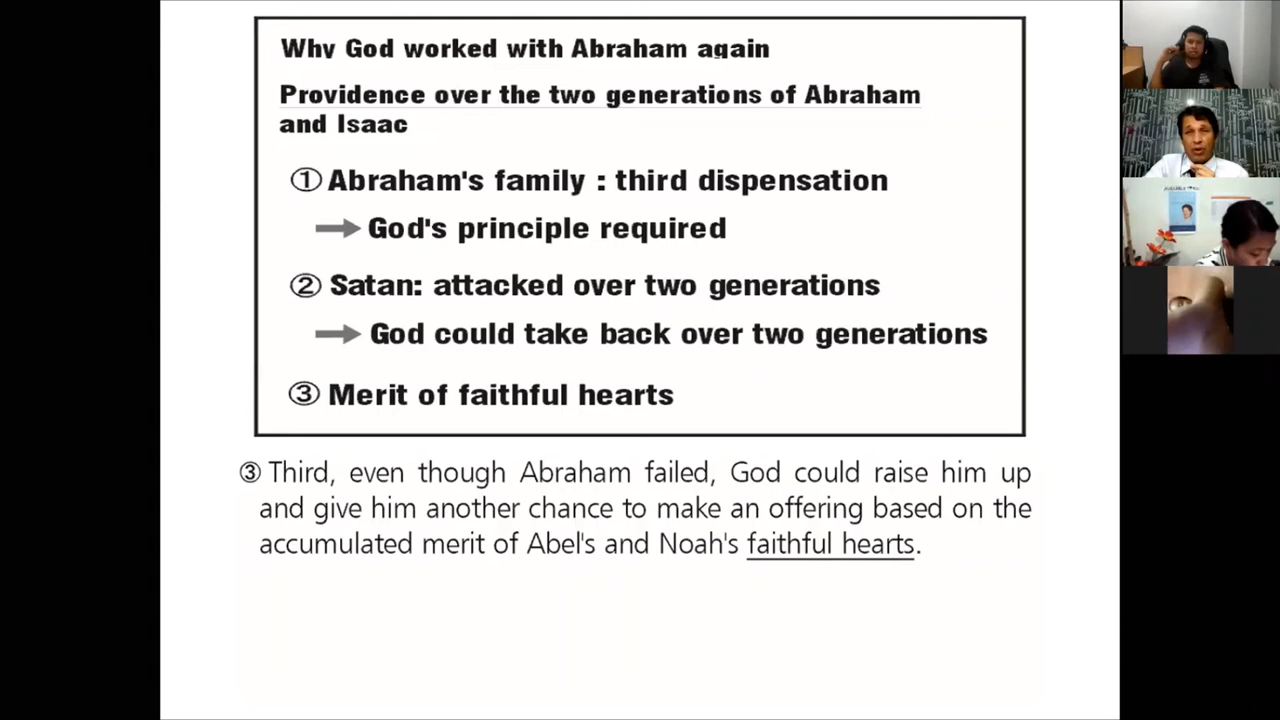 Why God worked with Abraham again
Providence over the two generations of Abraham
and Isaac
① Abraham's family : third dispensation
→ God's principle required
② Satan: attacked over two generations
→ God could take back over two generations
③ Merit of faithful hearts
③ Third, even though Abraham failed, God could raise him up
and give him another chance to make an offering based on the
accumulated merit of Abel's and Noah's faithful hearts.